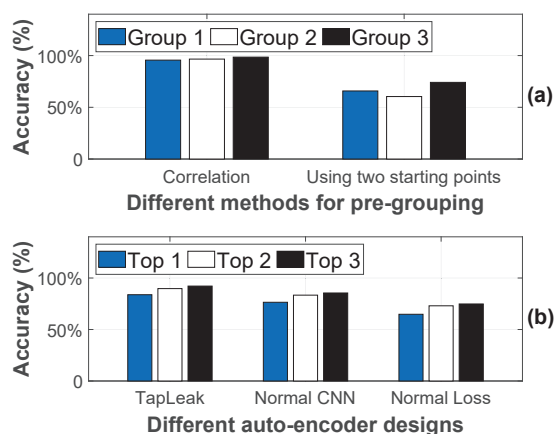 Group 1 Group 2 Group 3
100%
50%
0
Accuracy (%)
Correlation Using two starting points
Different methods for pre-grouping
(a)
Top 1 Top 2 Top 3
100%
50%
0
Accuracy (%)
TapLeak Normal CNN Normal Loss
Different auto-encoder designs
(b)